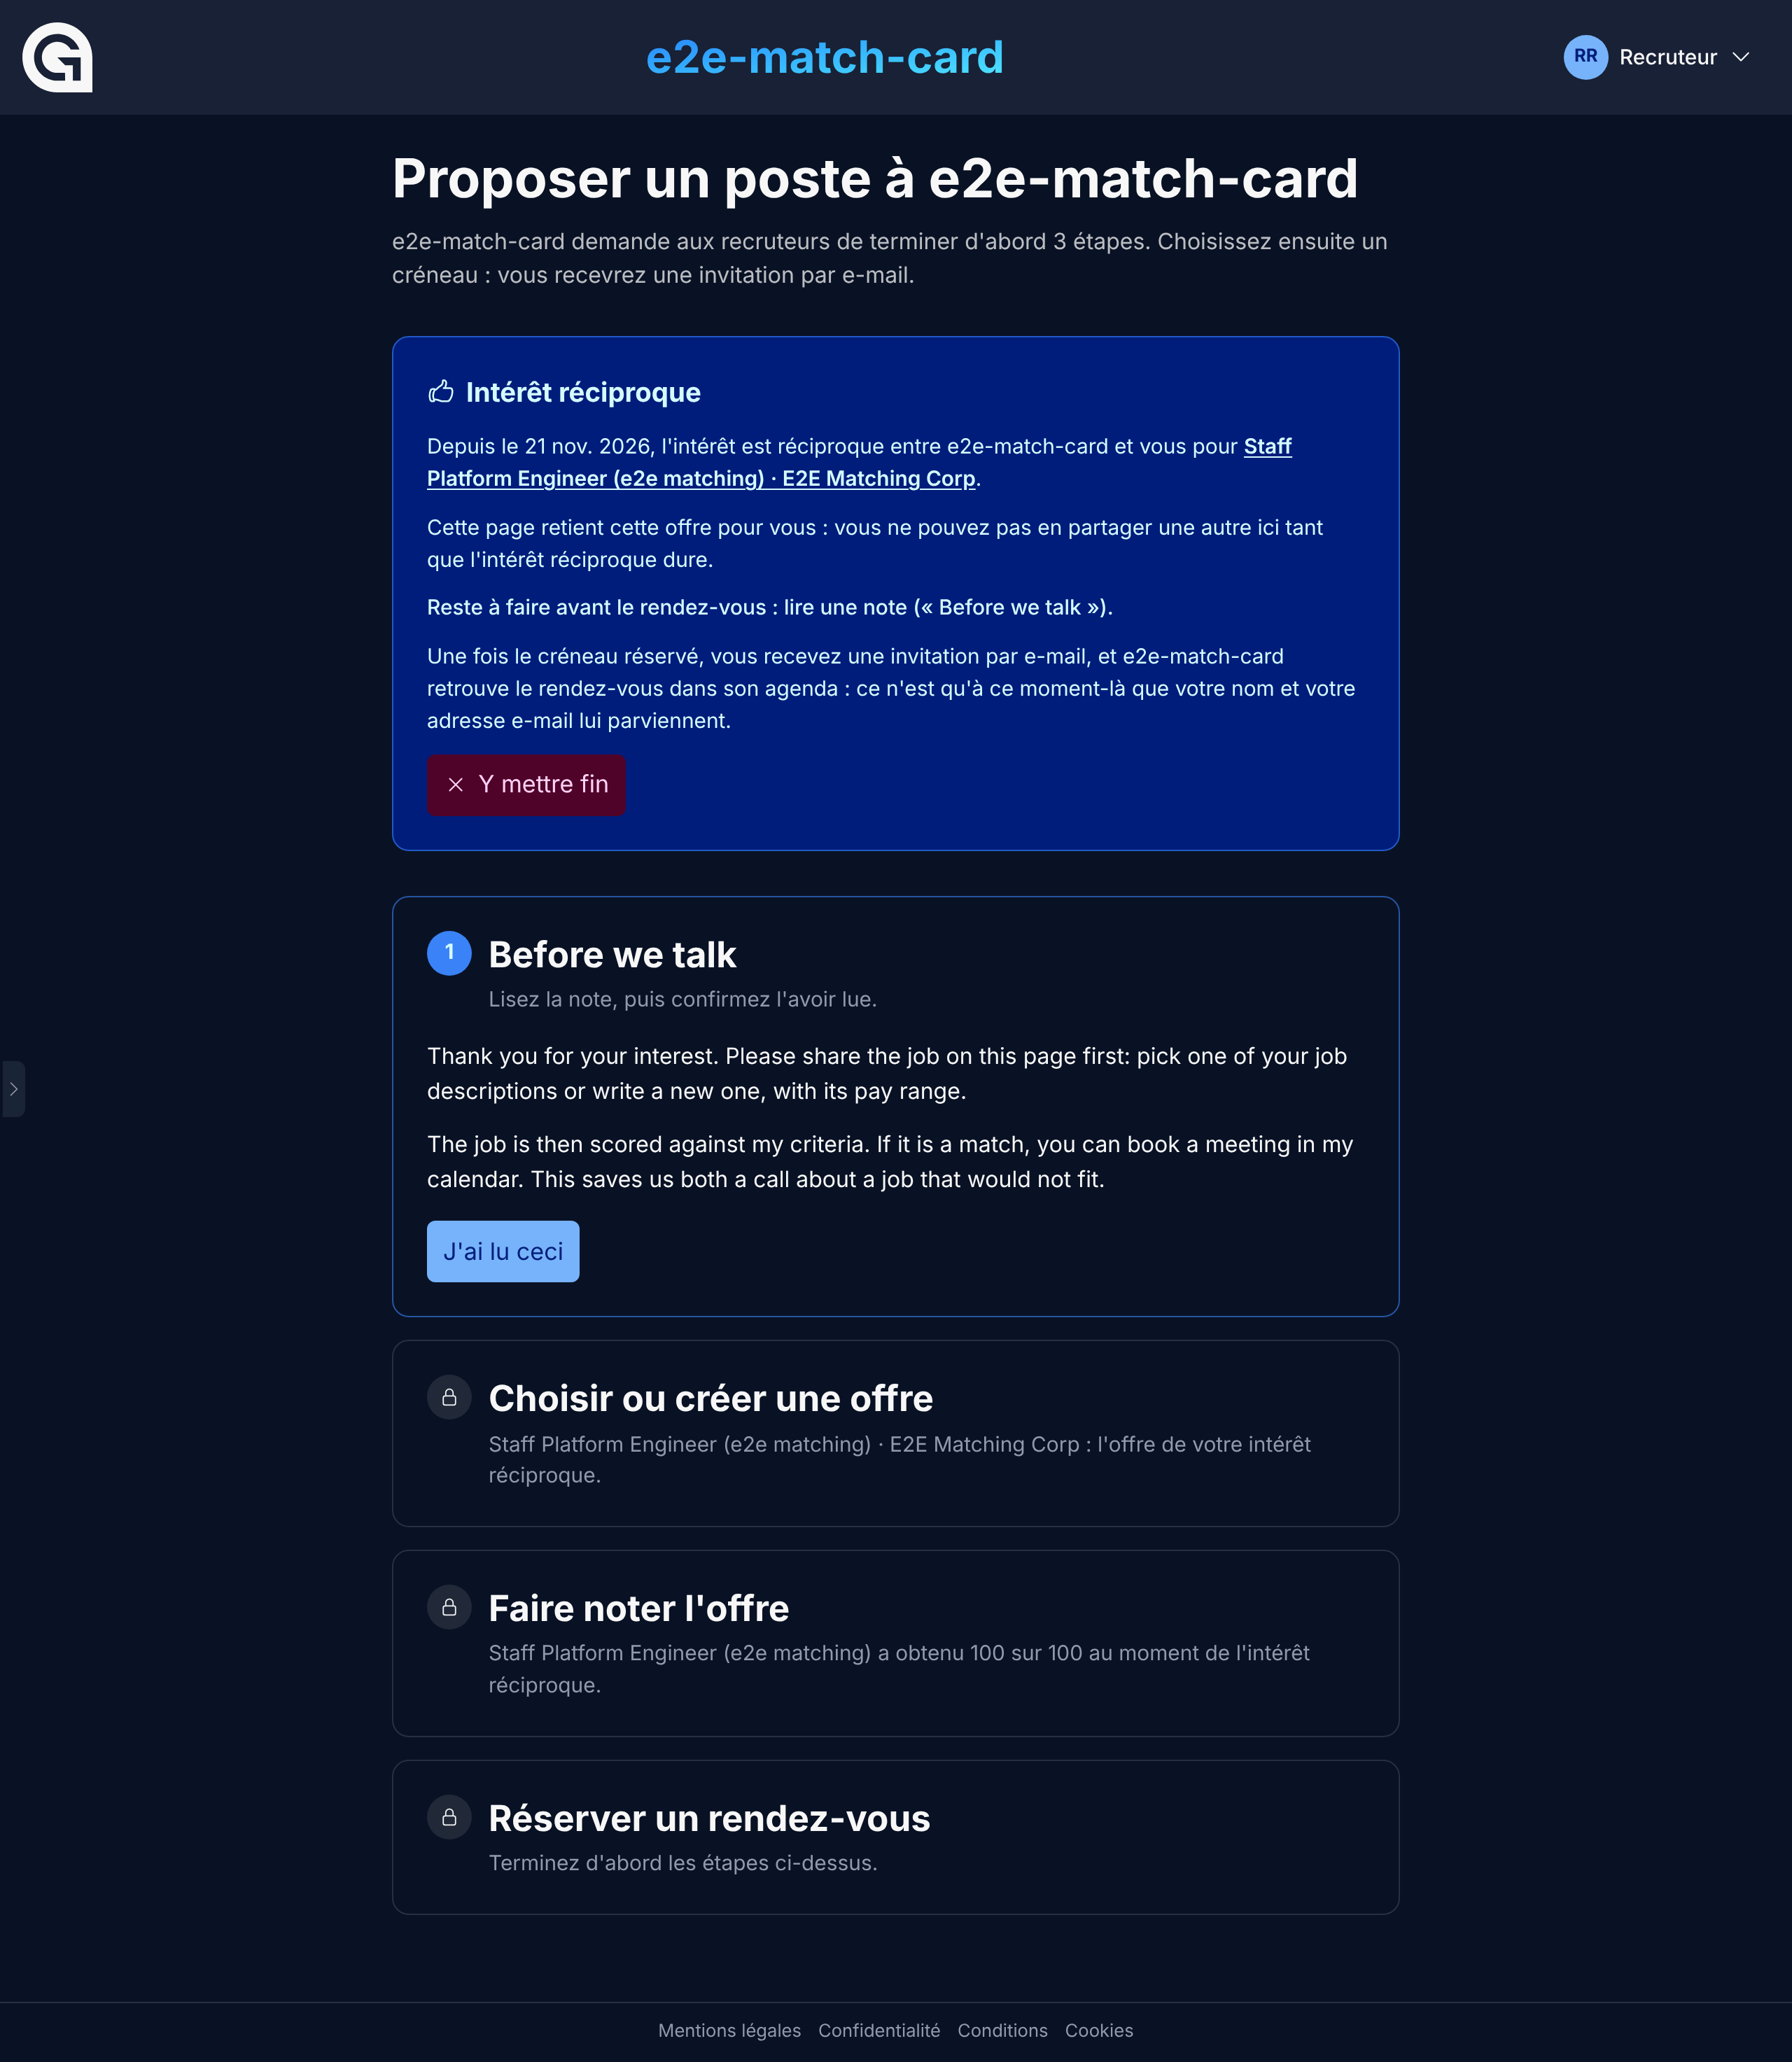 e2e-match-card
RR
Recruteur
Proposer un poste à e2e-match-card
e2e-match-card demande aux recruteurs de terminer d'abord 3 étapes. Choisissez ensuite un
créneau : vous recevrez une invitation par e-mail.
Intérêt réciproque
Depuis le 21 nov. 2026, l'intérêt est réciproque entre e2e-match-card et vous pour Staff
Platform Engineer (e2e matching) · E2E Matching Corp.
Cette page retient cette offre pour vous : vous ne pouvez pas en partager une autre ici tant
que l'intérêt réciproque dure.
Reste à faire avant le rendez-vous : lire une note (« Before we talk »).
Une fois le créneau réservé, vous recevez une invitation par e-mail, et e2e-match-card
retrouve le rendez-vous dans son agenda : ce n'est qu'à ce moment-là que votre nom et votre
adresse e-mail lui parviennent.
Y mettre fin
1
Before we talk
Lisez la note, puis confirmez l'avoir lue.
Thank you for your interest. Please share the job on this page first: pick one of your job
descriptions or write a new one, with its pay range.
The job is then scored against my criteria. If it is a match, you can book a meeting in my
calendar. This saves us both a call about a job that would not fit.
J'ai lu ceci
Choisir ou créer une offre
Staff Platform Engineer (e2e matching) · E2E Matching Corp : l'offre de votre intérêt
réciproque.
Faire noter l'offre
Staff Platform Engineer (e2e matching) a obtenu 100 sur 100 au moment de l'intérêt
réciproque.
Réserver un rendez-vous
Terminez d'abord les étapes ci-dessus.
Mentions légales
Confidentialité
Conditions
Cookies